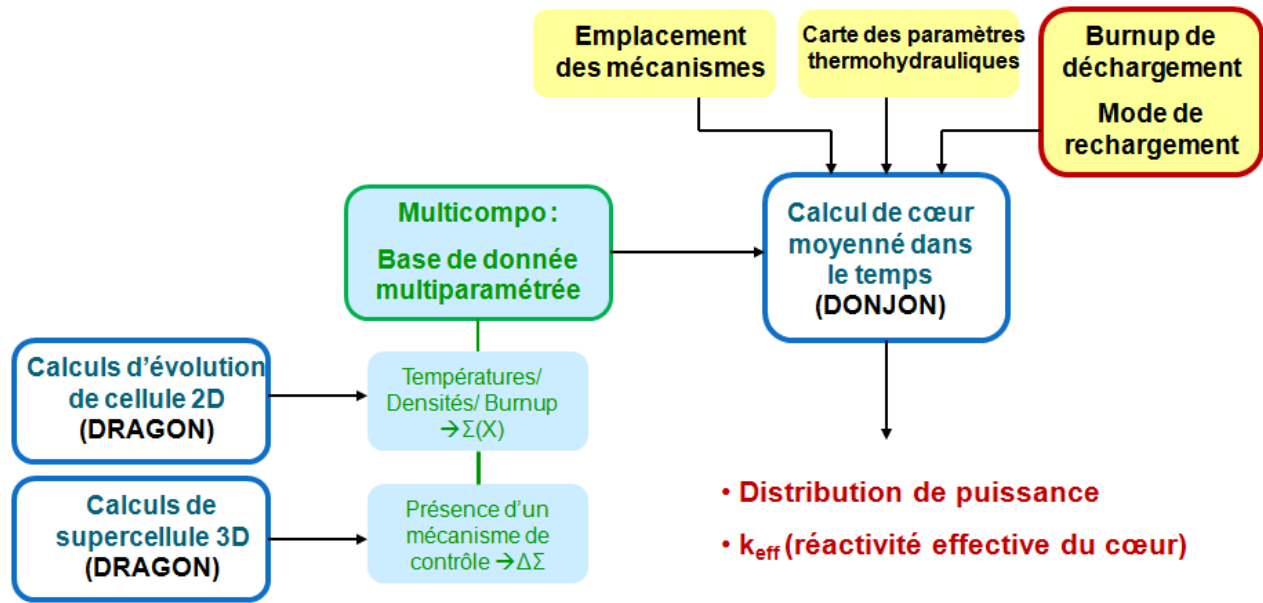 Emplacement
des mécanismes
Carte des paramètres
thermohydrauliques
Burnup de
déchargement
Mode de
rechargement
Multicompo :
Base de donnée
multiparamétrée
Calcul de cœur
moyenné dans
le temps
(DONJON)
Calculs d’évolution
de cellule 2D
(DRAGON)
Températures/
Densités/ Burnup
→Σ(X)
Calculs de
supercellule 3D
(DRAGON)
Présence d’un
mécanisme de
contrôle →ΔΣ
• Distribution de puissance
• keff (réactivité effective du cœur)